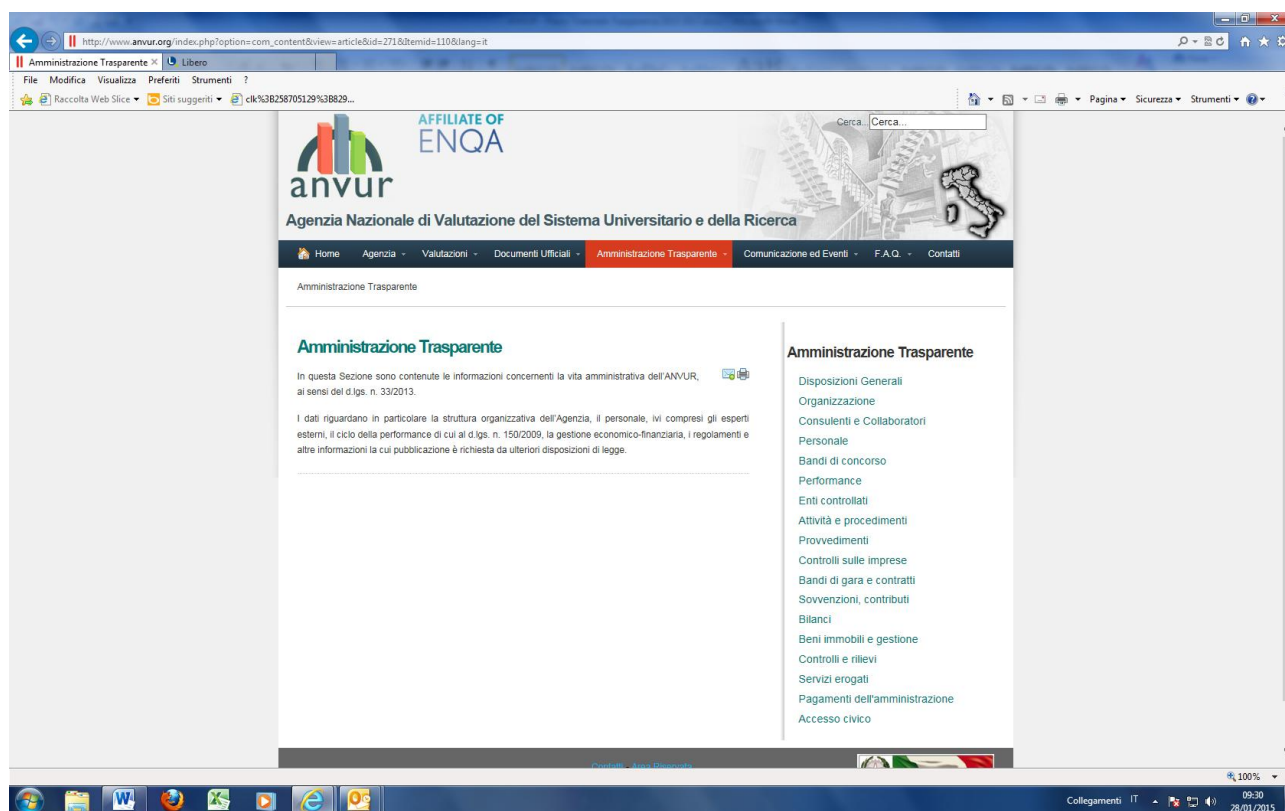 http://www.anvur.org/index.php?option=com_content&view=article&id=271&Itemid=110&lang=it
Amministrazione Trasparente
Libero
File Modifica Visualizza Preferiti Strumenti ?
Raccolta Web Slice Siti suggeriti clk%3B258705129%3B829...
Pagina Sicurezza Strumenti
AFFILIATE OF
ENQA
Cerca... Cerca...
anvur
Agenzia Nazionale di Valutazione del Sistema Universitario e della Ricerca
Home Agenzia Valutazioni Documenti Ufficiali Amministrazione Trasparente Comunicazione ed Eventi F.A.Q. Contatti
Amministrazione Trasparente
Amministrazione Trasparente
In questa Sezione sono contenute le informazioni concernenti la vita amministrativa dell'ANVUR,
ai sensi del d.lgs. n. 33/2013.
I dati riguardano in particolare la struttura organizzativa dell'Agenzia, il personale, ivi compresi gli esperti
esterni, il ciclo della performance di cui al d.lgs. n. 150/2009, la gestione economico-finanziaria, i regolamenti e
altre informazioni la cui pubblicazione è richiesta da ulteriori disposizioni di legge.
Amministrazione Trasparente
Disposizioni Generali
Organizzazione
Consulenti e Collaboratori
Personale
Bandi di concorso
Performance
Enti controllati
Attività e procedimenti
Provvedimenti
Controlli sulle imprese
Bandi di gara e contratti
Sovvenzioni, contributi
Bilanci
Beni immobili e gestione
Controlli e rilievi
Servizi erogati
Pagamenti dell'amministrazione
Accesso civico
Contatti - Area Riservata
100%
Collegamenti IT
09:30
28/01/2015